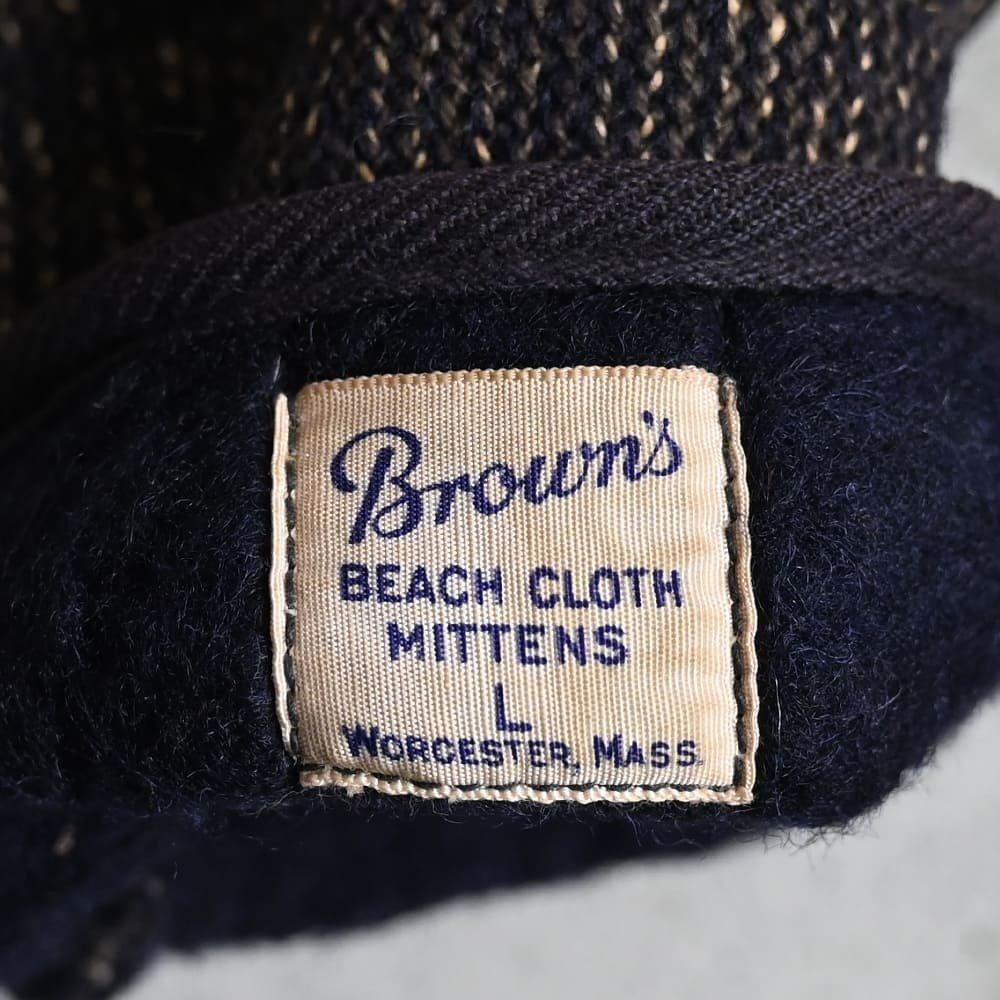 Brown's
BEACH CLOTH
MITTENS
L
WORCESTER, MASS.